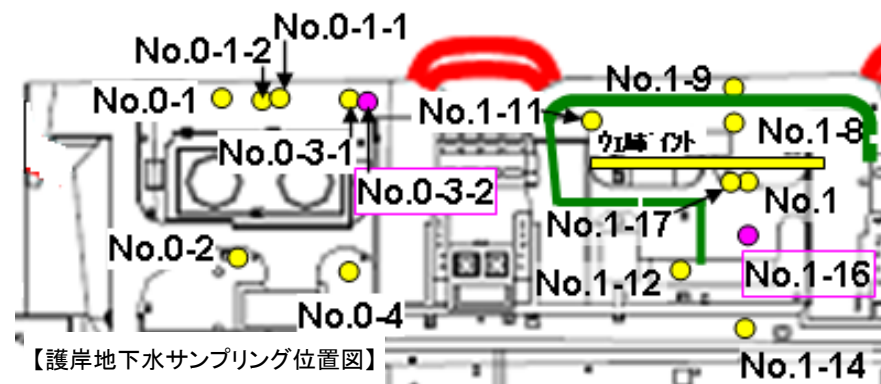 No.0-1-1
No.0-1-2
No.1-9
No.0-1
No.1-11
No.1-8
ウェルポイント
No.0-3-1
No.0-3-2
No.1
No.1-17
No.0-2
No.1-12
No.1-16
No.0-4
【護岸地下水サンプリング位置図】
No.1-14